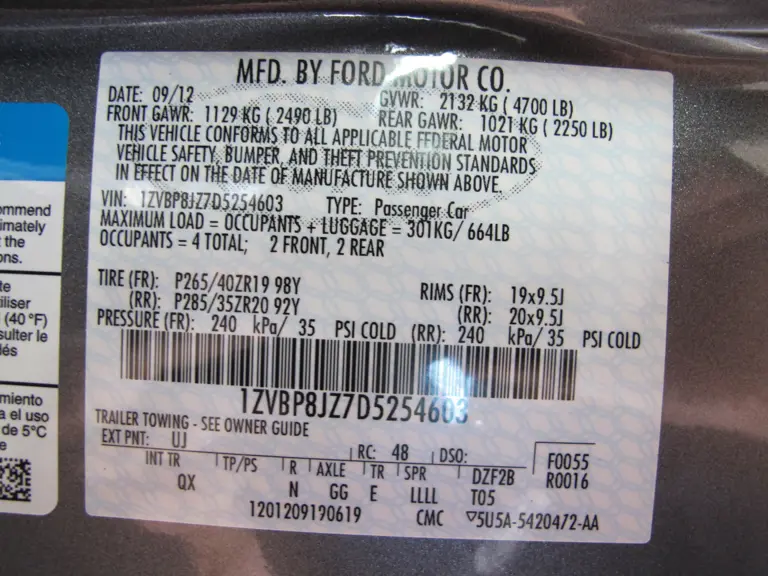 MFD. BY FORD MOTOR CO.
DATE: 09/12 GVWR: 2132 KG ( 4700 LB)
FRONT GAWR: 1129 KG ( 2490 LB) REAR GAWR: 1021 KG ( 2250 LB)
THIS VEHICLE CONFORMS TO ALL APPLICABLE FEDERAL MOTOR
VEHICLE SAFETY, BUMPER, AND THEFT PREVENTION STANDARDS
IN EFFECT ON THE DATE OF MANUFACTURE SHOWN ABOVE.
VIN: 1ZVBP8JZ7D5254603 TYPE: Passenger Car
MAXIMUM LOAD = OCCUPANTS + LUGGAGE = 301KG/ 664LB
OCCUPANTS = 4 TOTAL; 2 FRONT, 2 REAR
TIRE (FR): P265/40ZR19 98Y RIMS (FR): 19x9.5J
(RR): P285/35ZR20 92Y (RR): 20x9.5J
PRESSURE (FR): 240 kPa/ 35 PSI COLD (RR): 240 kPa/ 35 PSI COLD
1ZVBP8JZ7D5254603
TRAILER TOWING - SEE OWNER GUIDE
EXT PNT: UJ RC: 48 DSO: F0055
INT TR TP/PS R AXLE TR SPR DZF2B R0016
QX N GG E LLLL T05
1201209190619 CMC ▽5U5A-5420472-AA
ommend
imately
the
ons.
te
iliser
(40 °F)
sulter le
lés
miento
a el uso
de 5°C
e